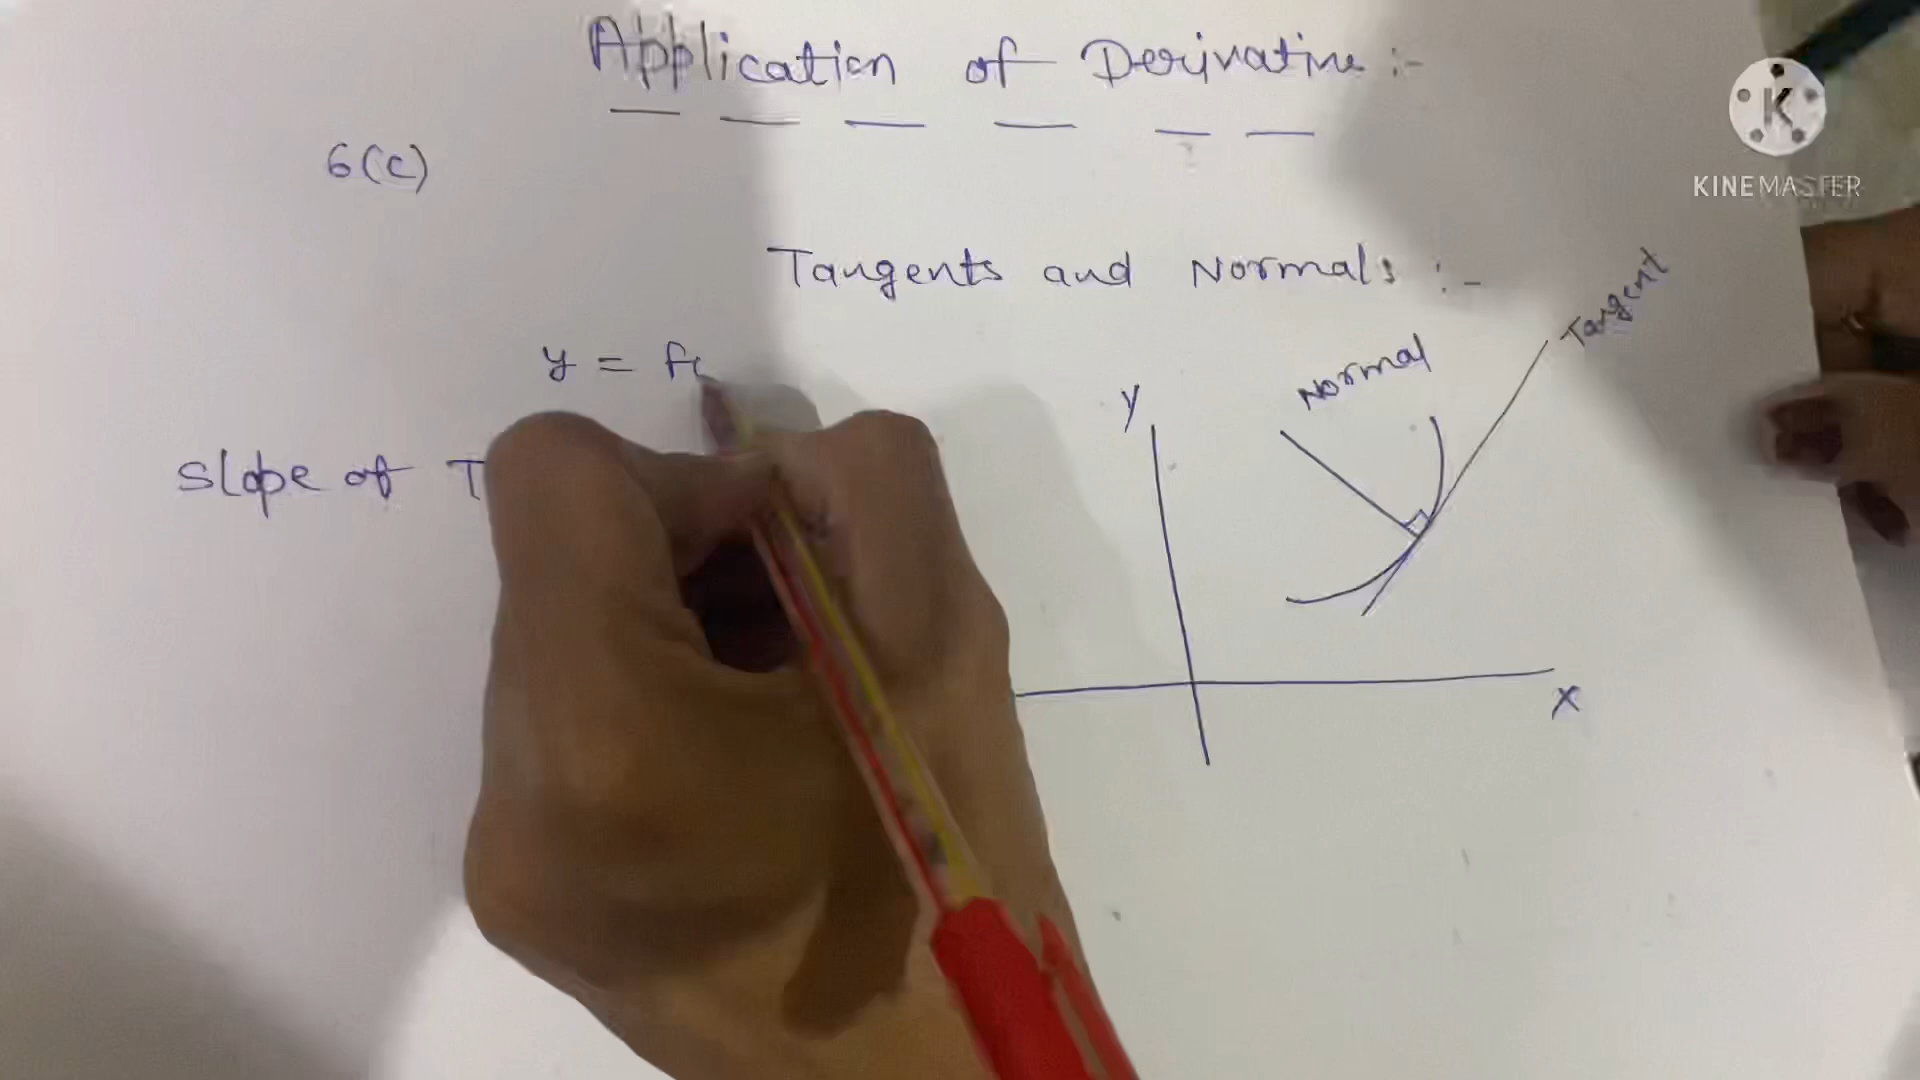 Application of Derivative :-
6(C)
KINEMASTER
Tangents and Normals :-
Tangent
y = f(
Normal
y
Slope of T
x